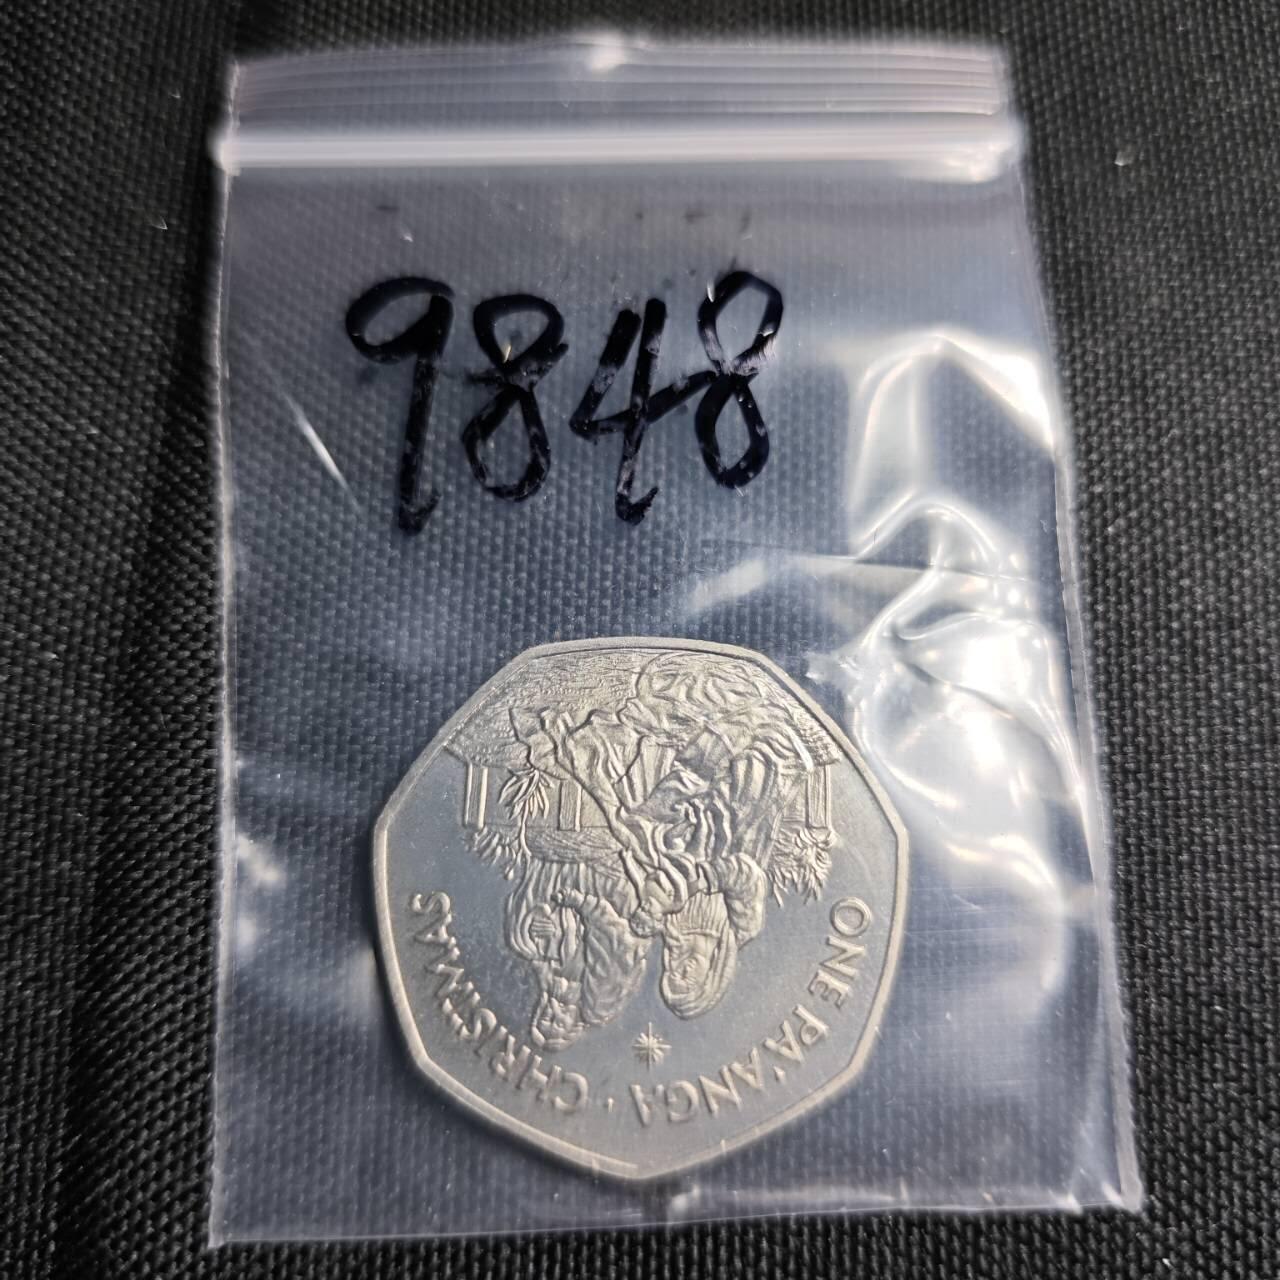 9848
ONE PA'ANGA · CHRISTMAS